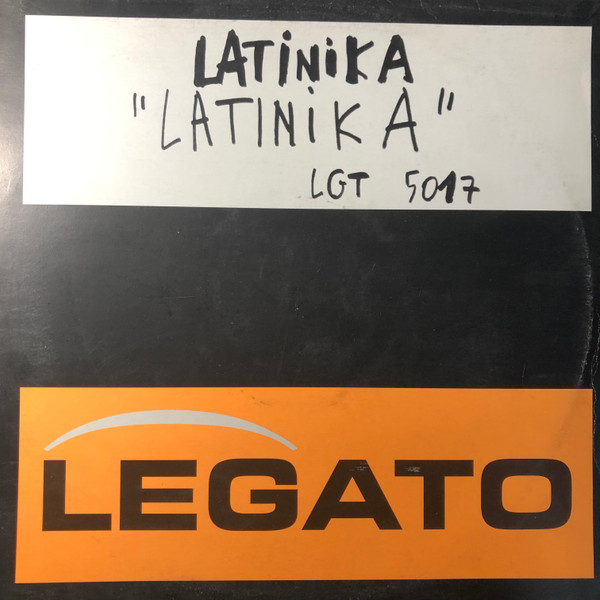 LATiNiKA
"LATINiKA"
LGT 5017
LEGATO